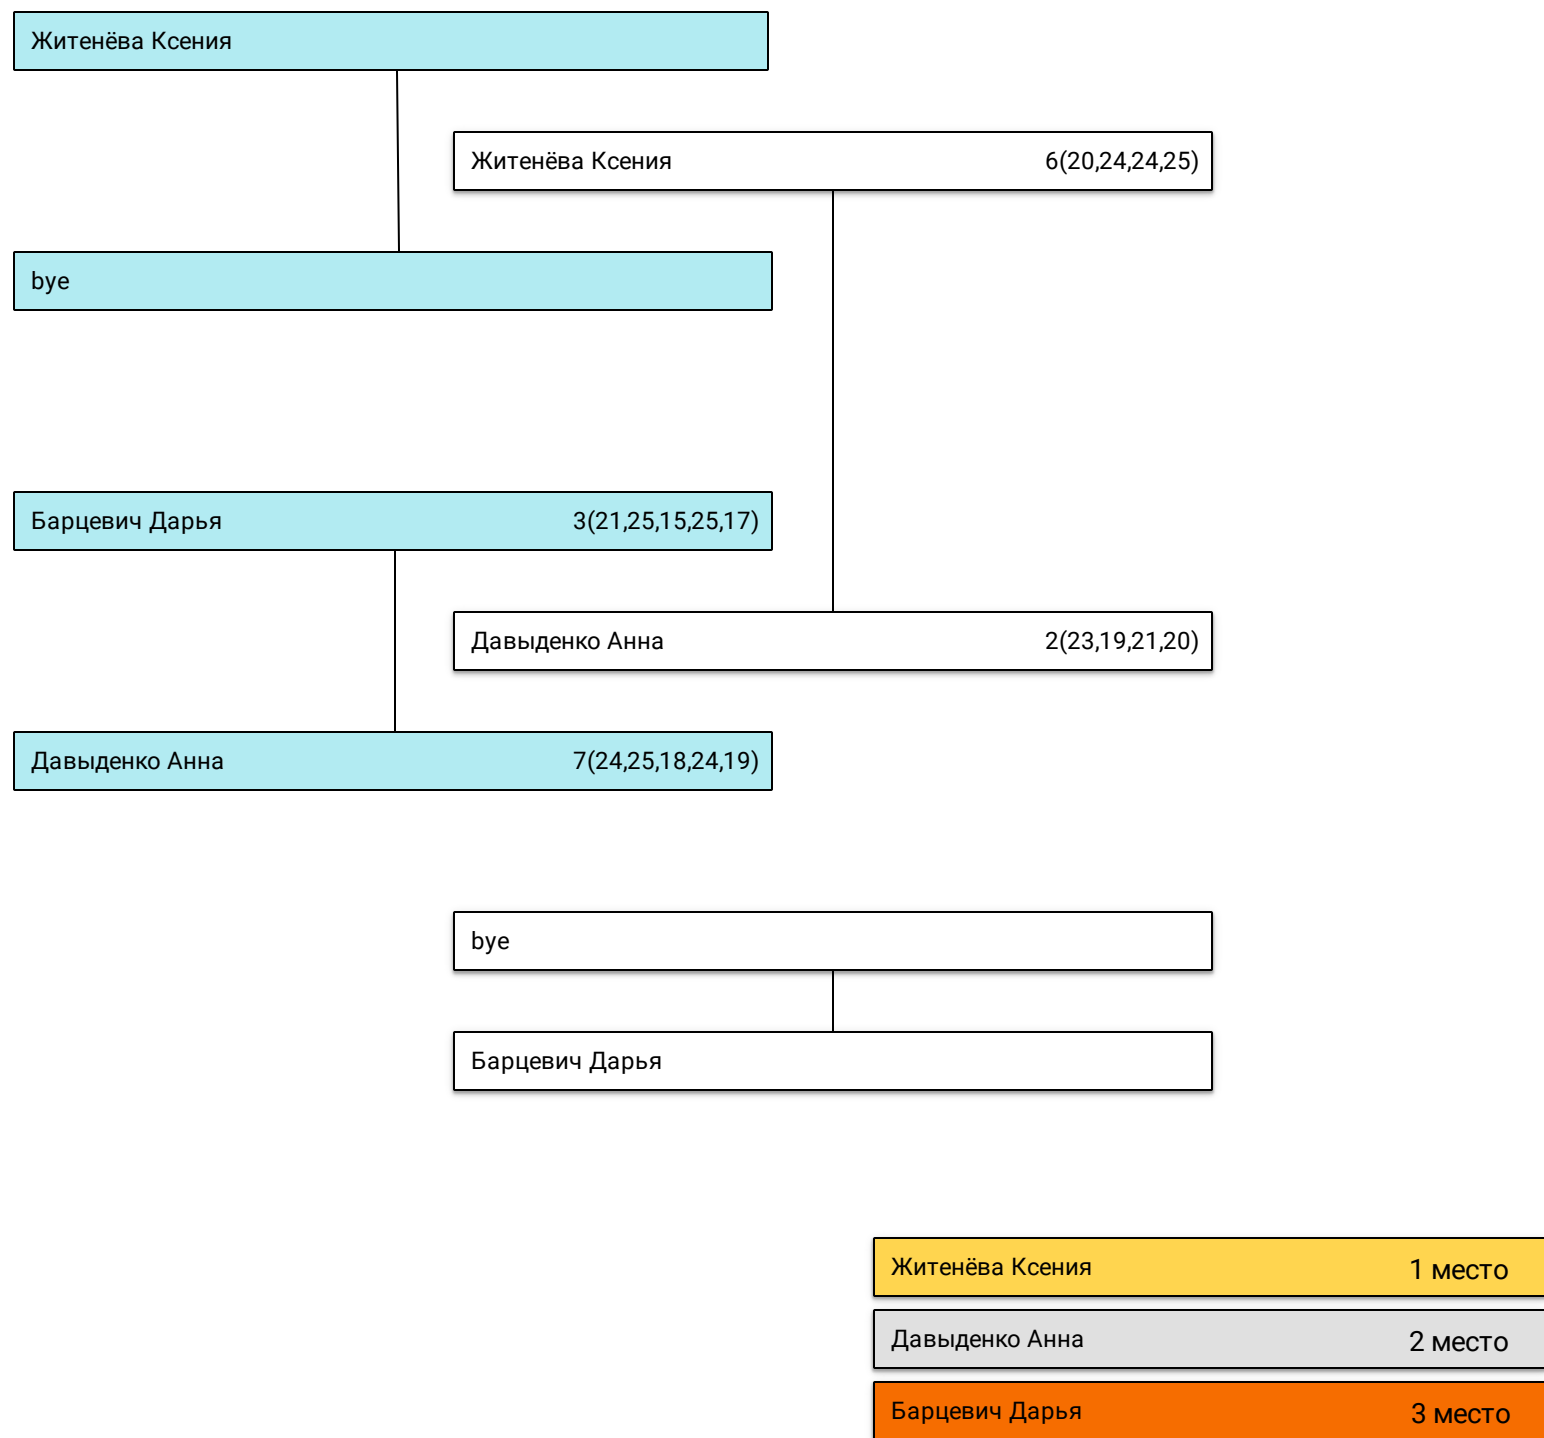 Житенёва Ксения
Житенёва Ксения 6(20,24,24,25)
bye
Барцевич Дарья 3(21,25,15,25,17)
Давыденко Анна 2(23,19,21,20)
Давыденко Анна 7(24,25,18,24,19)
bye
Барцевич Дарья
Житенёва Ксения 1 место
Давыденко Анна 2 место
Барцевич Дарья 3 место